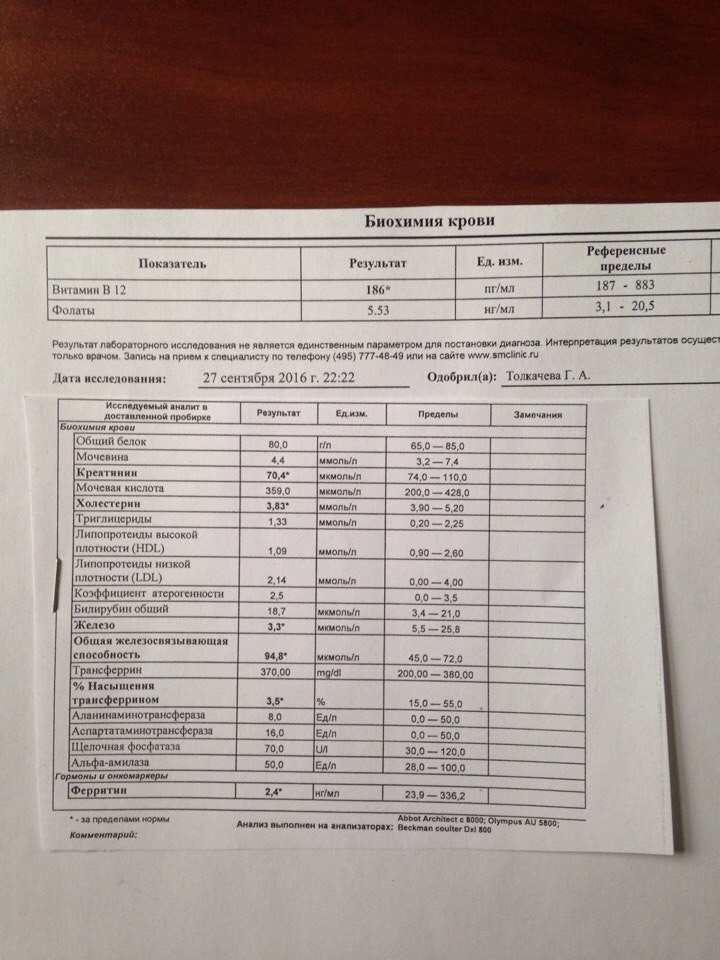 Биохимия крови
Показатель Результат Ед. изм. Референсные пределы
Витамин В 12 186* пг/мл 187 - 883
Фолаты 5.53 нг/мл 3,1 - 20,5
Результат лабораторного исследования не является единственным параметром для постановки диагноза. Интерпретация результатов
только врачом. Запись на прием к специалисту по телефону (495) 777-48-49 или на сайте www.smclinic.ru
Дата исследования: 27 сентября 2016 г. 22:22 Одобрил(а): Толкачева Г. А.
Исследуемый аналит в доставленной пробирке Результат Ед.изм. Пределы Замечания
Биохимия крови
Общий белок 80,0 г/л 65,0 — 85,0
Мочевина 4,4 ммоль/л 3,2 — 7,4
Креатинин 70,4* мкмоль/л 74,0 — 110,0
Мочевая кислота 359,0 мкмоль/л 200,0 — 428,0
Холестерин 3,83* ммоль/л 3,90 — 5,20
Триглицериды 1,33 ммоль/л 0,20 — 2,25
Липопротеиды высокой
плотности (HDL) 1,09 ммоль/л 0,90 — 2,60
Липопротеиды низкой
плотности (LDL) 2,14 ммоль/л 0,00 — 4,00
Коэффициент атерогенности 2,5 0,0 — 3,5
Билирубин общий 18,7 мкмоль/л 3,4 — 21,0
Железо 3,3* мкмоль/л 5,5 — 25,8
Общая железосвязывающая
способность 94,8* мкмоль/л 45,0 — 72,0
Трансферрин 370,00 mg/dl 200,00 — 380,00
% Насыщения
трансферрином 3,5* % 15,0 — 55,0
Аланинаминотрансфераза 8,0 Ед/л 0,0 — 50,0
Аспартатаминотрансфераза 16,0 Ед/л 0,0 — 50,0
Щелочная фосфатаза 70,0 U/l 30,0 — 120,0
Альфа-амилаза 50,0 Ед/л 28,0 — 100,0
Гормоны и онкомаркеры
Ферритин 2,4* нг/мл 23,9 — 336,2
* - за пределами нормы Анализ выполнен на анализаторах: Abbot Architect c 8000; Olympus AU 5800;
Beckman coulter Dxl 800
Комментарий: